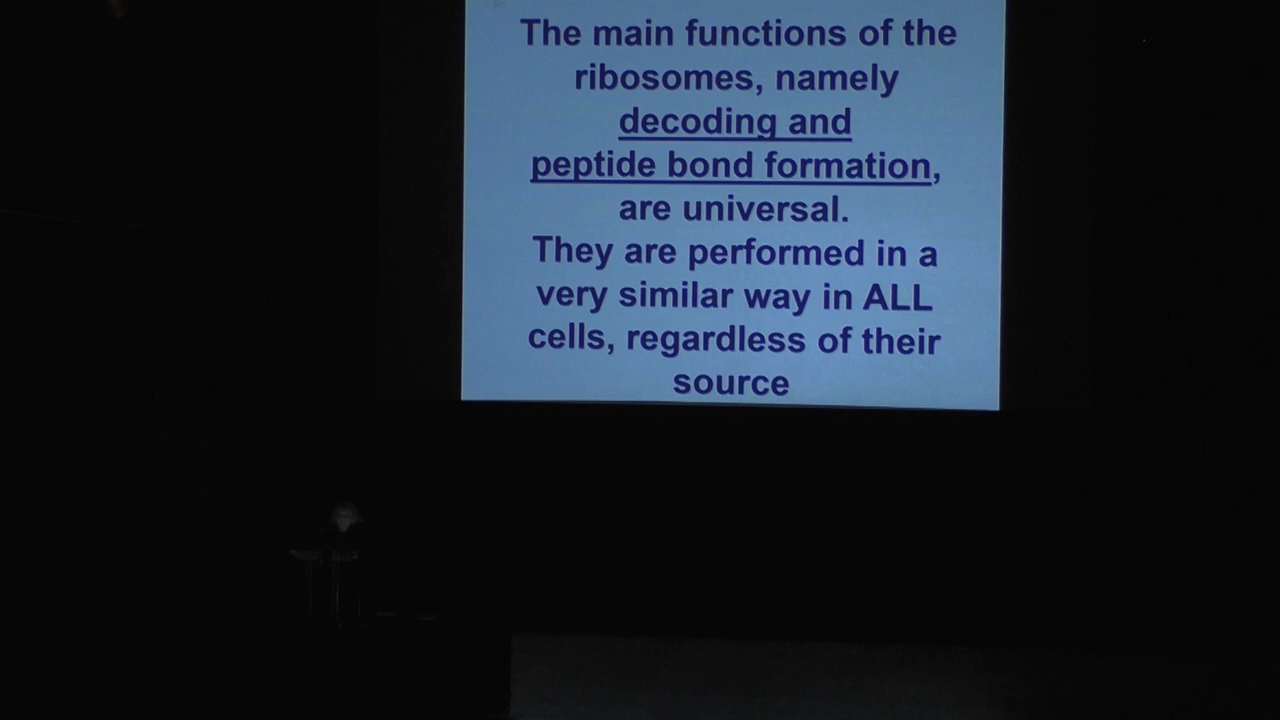 The main functions of the
ribosomes, namely
decoding and
peptide bond formation,
are universal.
They are performed in a
very similar way in ALL
cells, regardless of their
source